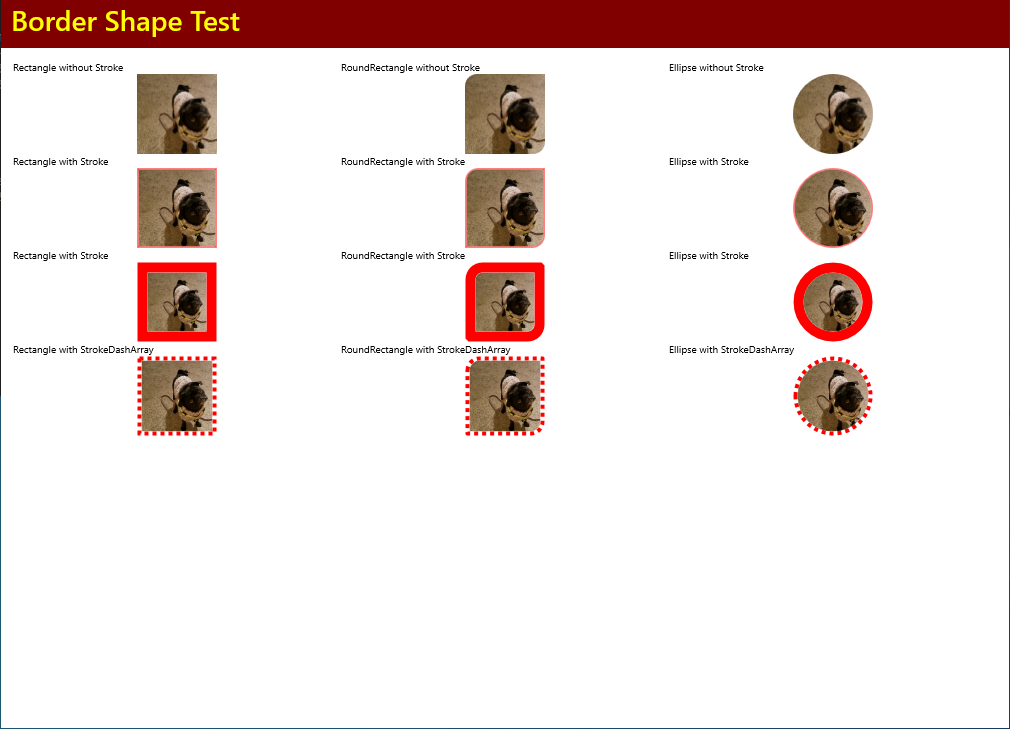 Border Shape Test
Rectangle without Stroke
RoundRectangle without Stroke
Ellipse without Stroke
Rectangle with Stroke
RoundRectangle with Stroke
Ellipse with Stroke
Rectangle with Stroke
RoundRectangle with Stroke
Ellipse with Stroke
Rectangle with StrokeDashArray
RoundRectangle with StrokeDashArray
Ellipse with StrokeDashArray